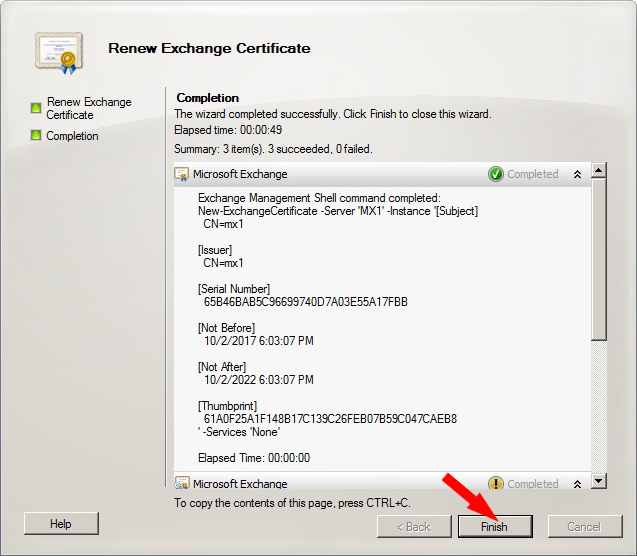 Renew Exchange Certificate
Renew Exchange
Certificate
Completion
Completion
The wizard completed successfully. Click Finish to close this wizard.
Elapsed time: 00:00:49
Summary: 3 item(s). 3 succeeded, 0 failed.
Microsoft Exchange
Completed
Exchange Management Shell command completed:
New-ExchangeCertificate -Server 'MX1' -Instance '[Subject]
CN=mx1
[Issuer]
CN=mx1
[Serial Number]
65B46BAB5C96699740D7A03E55A17FBB
[Not Before]
10/2/2017 6:03:07 PM
[Not After]
10/2/2022 6:03:07 PM
[Thumbprint]
61A0F25A1F148B17C139C26FEB07B59C047CAEB8
' -Services 'None'
Elapsed Time: 00:00:00
Microsoft Exchange
Completed
To copy the contents of this page, press CTRL+C.
Help
< Back
Finish
Cancel